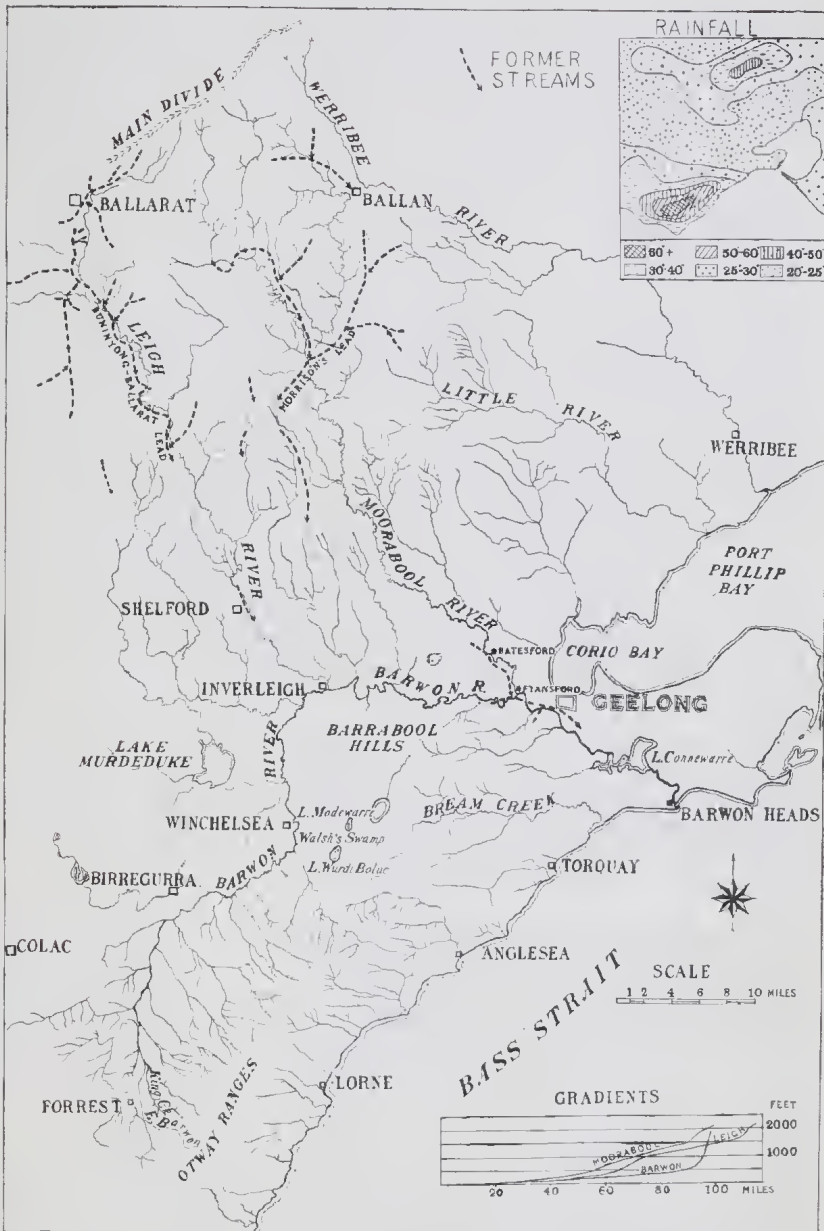 RAINFALL
FORMER
STREAMS
60+ 50-60 40-50
30-40 25-30 20-25
MAIN DIVIDE
WERRIBEE
RIVER
BALLARAT
BALLAN
LEIGH
RIVER
BUNINYONG-BALLARAT
LEAD
MORRISON LEAD
LITTLE RIVER
WERRIBEE
MOORABOOL
RIVER
PORT
PHILLIP
BAY
SHELFORD
BATESFORD
CORIO BAY
INVERLEIGH
BARWON R.
FYANSFORD
GEELONG
BARRABOOL
HILLS
LAKE
MURDEDUKE
RIVER
L. Connewarre
L. Modewarre
BREAM CREEK
BARWON HEADS
WINCHELSEA
Walsh's Swamp
L. Wurdi Boluc
BIRREGURRA
BARWON
TORQUAY
COLAC
ANGLESEA
SCALE
1 2 4 6 8 10 MILES
BASS STRAIT
FORREST
E.B.
OTWAY RANGES
LORNE
GRADIENTS
FEET
2000
1000
MOORABOOL
LEIGH
BARWON
20 40 60 80 100 MILES